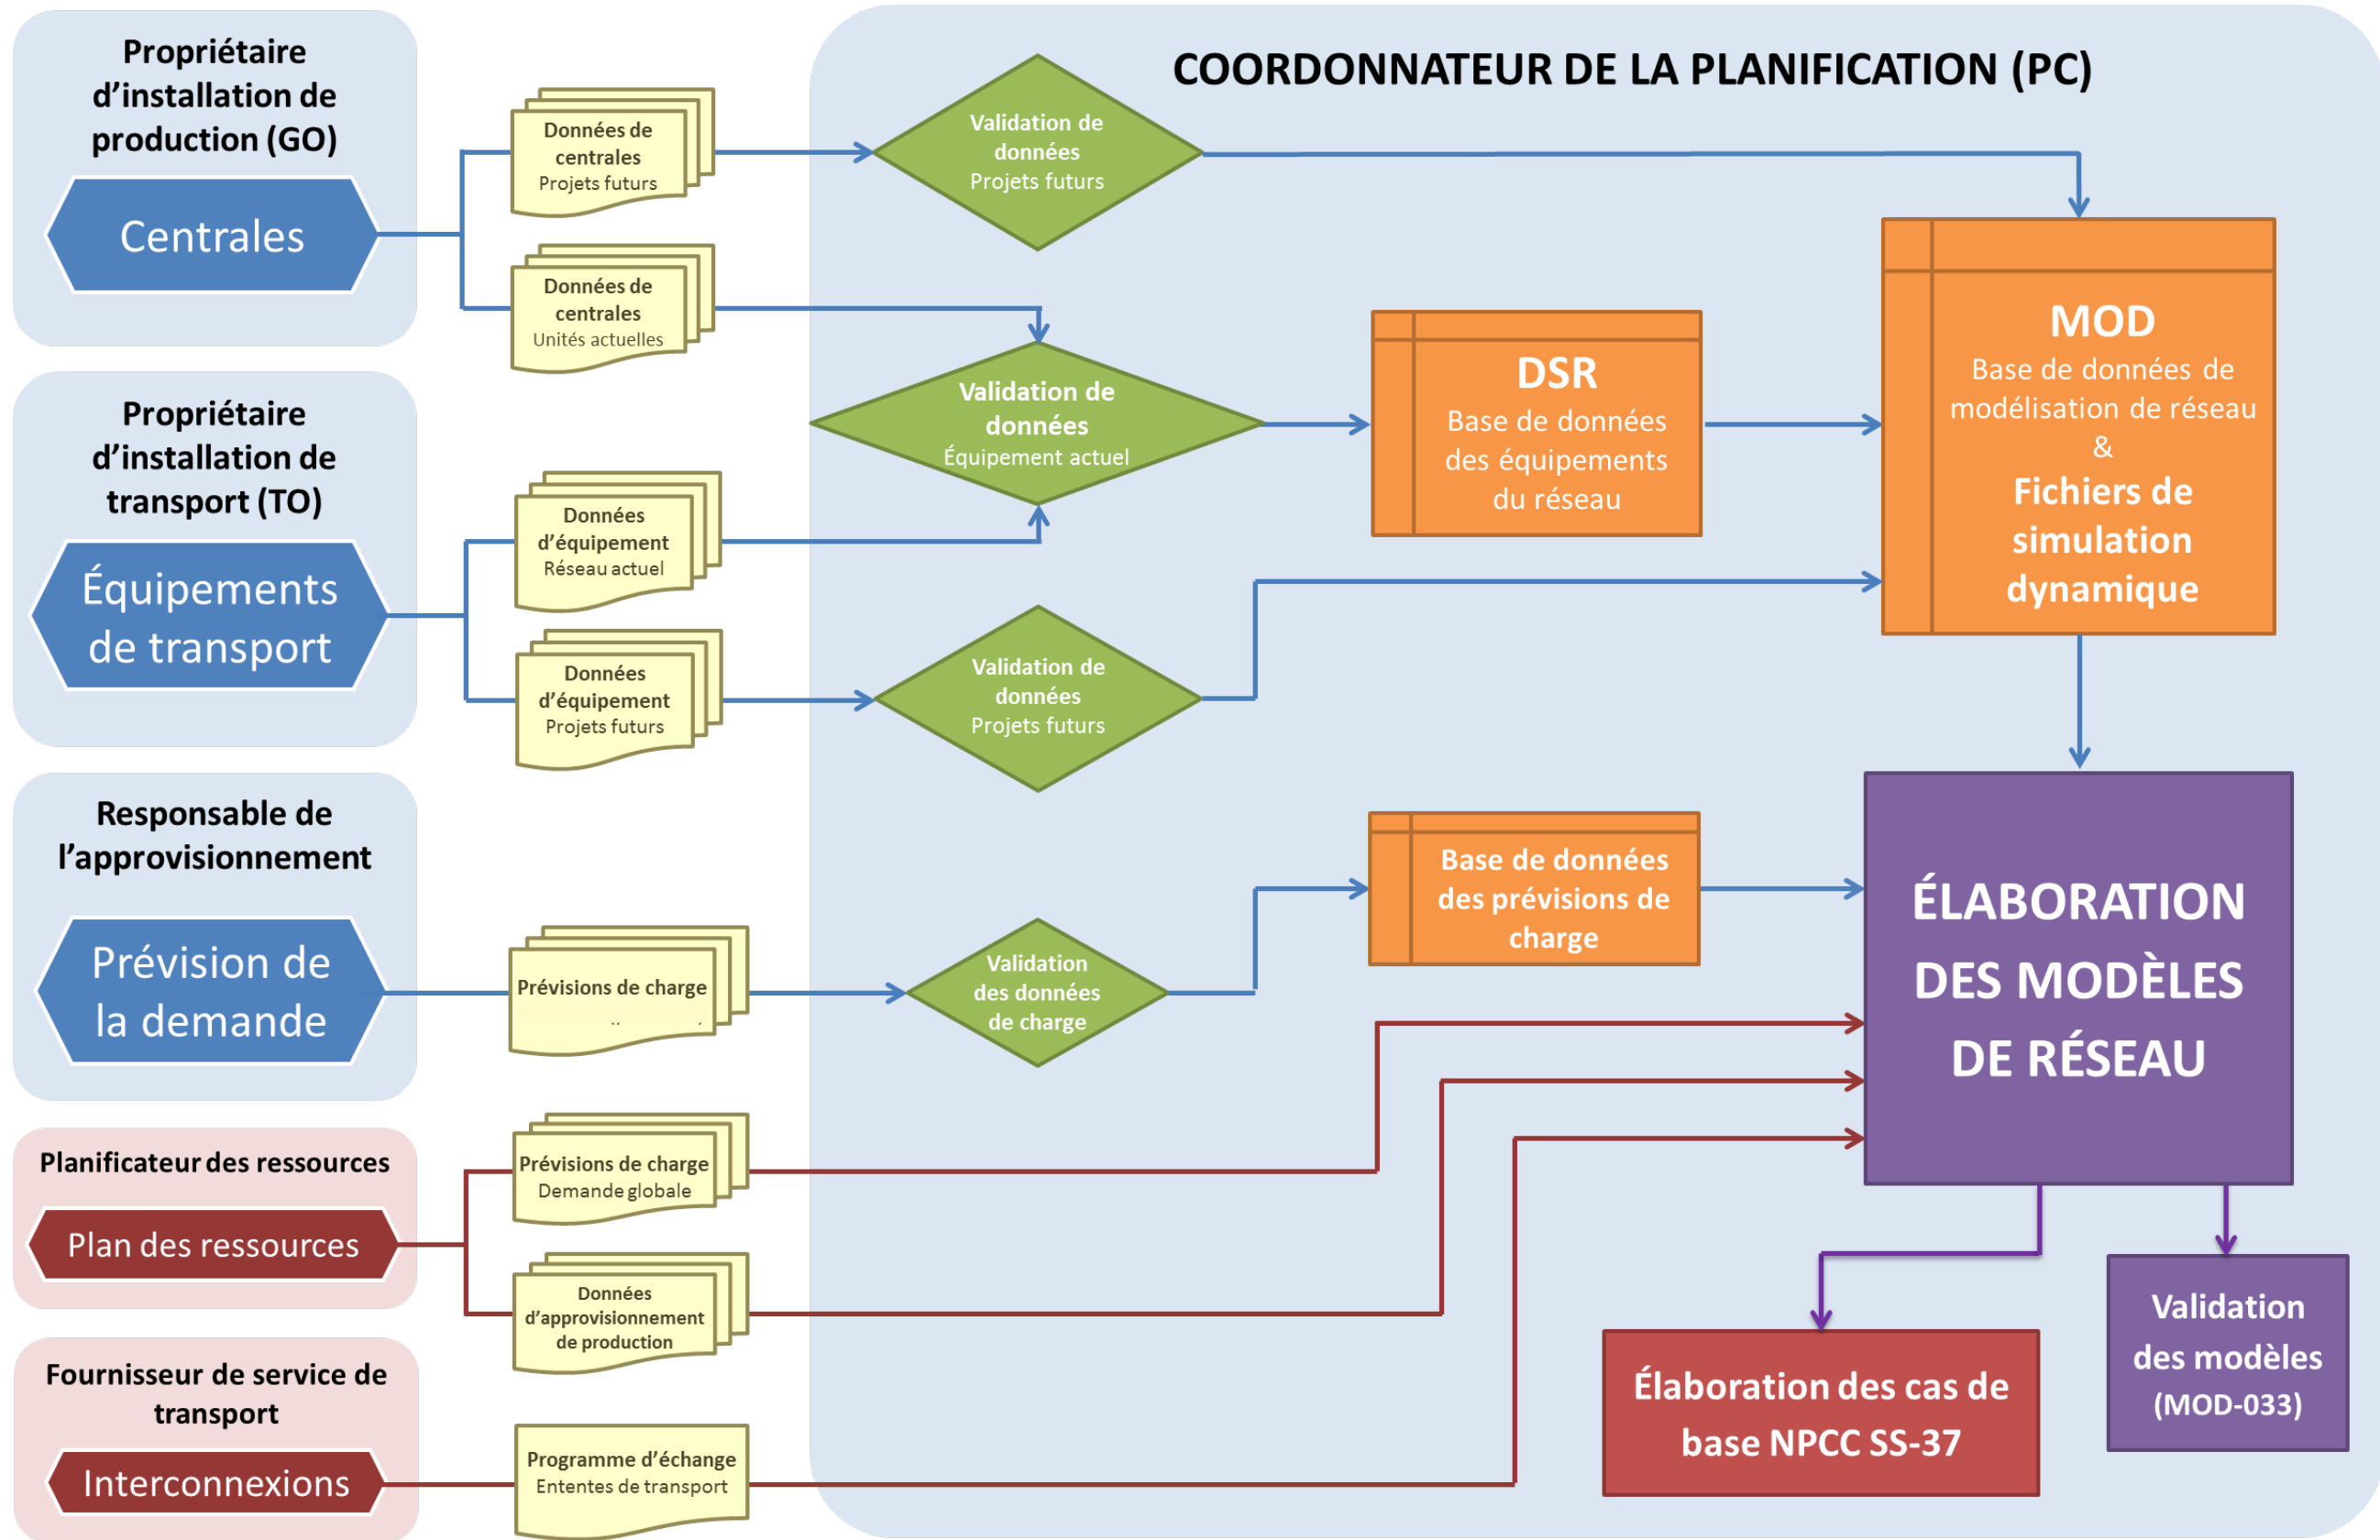 Propriétaire
d'installation de
production (GO)
Centrales
Données de
centrales
Projets futurs
Données de
centrales
Unités actuelles
Propriétaire
d'installation de
transport (TO)
Équipements
de transport
Données
d'équipement
Réseau actuel
Données
d'équipement
Projets futurs
Responsable de
l'approvisionnement
Prévision de
la demande
Prévisions de charge
Planificateur des ressources
Plan des ressources
Prévisions de charge
Demande globale
Données
d'approvisionnement
de production
Fournisseur de service de
transport
Interconnexions
Programme d'échange
Ententes de transport
COORDONNATEUR DE LA PLANIFICATION (PC)
Validation de
données
Projets futurs
Validation de
données
Équipement actuel
DSR
Base de données
des équipements
du réseau
MOD
Base de données de
modélisation de réseau
&
Fichiers de
simulation
dynamique
Validation de
données
Projets futurs
Validation
des données
de charge
Base de données
des prévisions de
charge
ÉLABORATION
DES MODÈLES
DE RÉSEAU
Élaboration des cas de
base NPCC SS-37
Validation
des modèles
(MOD-033)